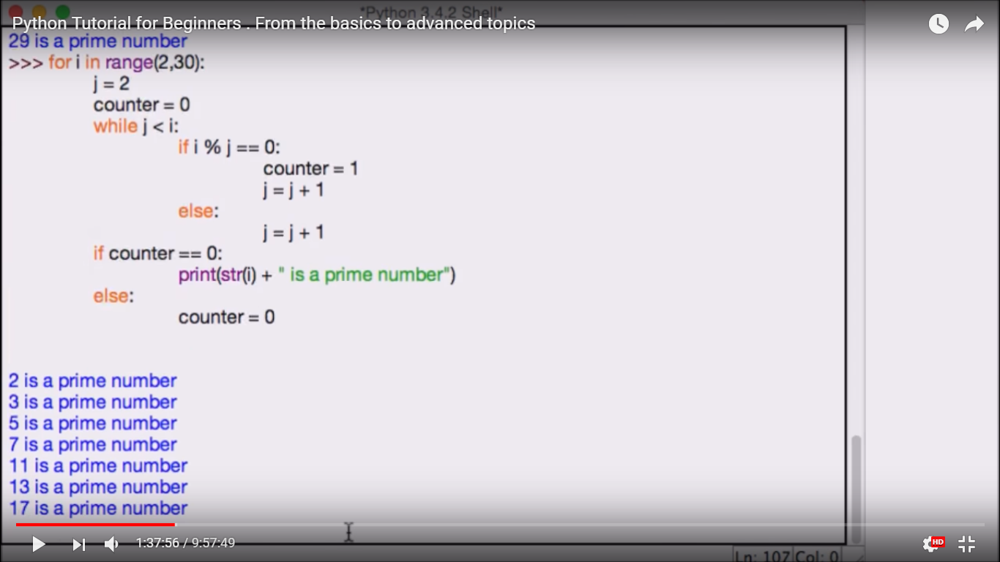 *Python 3.4.2 Shell*
Python Tutorial for Beginners . From the basics to advanced topics
29 is a prime number
>>> for i in range(2,30):
j = 2
counter = 0
while j < i:
if i % j == 0:
counter = 1
j = j + 1
else:
j = j + 1
if counter == 0:
print(str(i) + " is a prime number")
else:
counter = 0
2 is a prime number
3 is a prime number
5 is a prime number
7 is a prime number
11 is a prime number
13 is a prime number
17 is a prime number
1:37:56 / 9:57:49
HD
Ln: 107 Col: 0